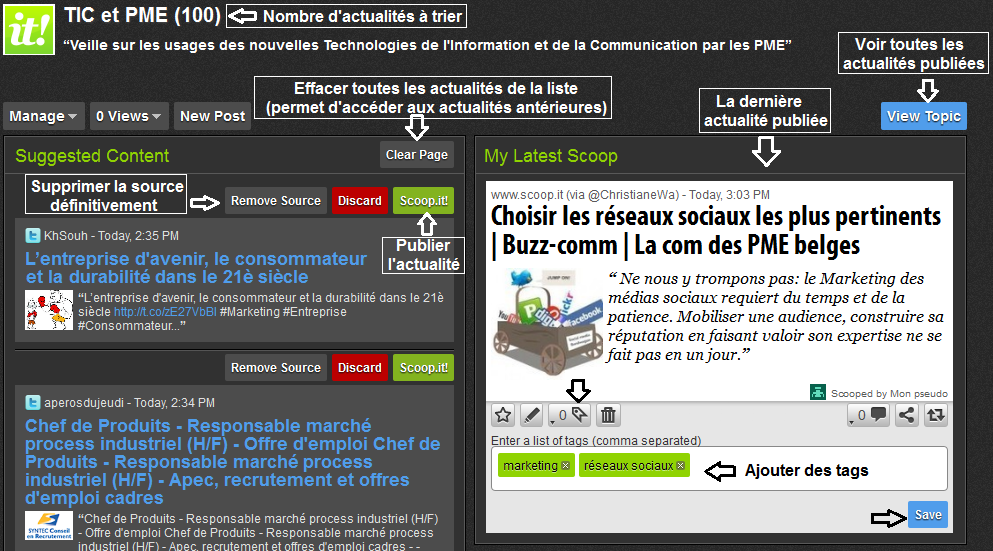 it!
TIC et PME (100)
Nombre d'actualités à trier
“Veille sur les usages des nouvelles Technologies de l'Information et de la Communication par les PME”
Voir toutes les
actualités publiées
Effacer toutes les actualités de la liste
(permet d'accéder aux actualités antérieures)
La dernière
actualité publiée
Manage
0 Views
New Post
View Topic
Suggested Content
Clear Page
Supprimer la source
définitivement
Remove Source
Discard
Scoop.it!
Publier
l'actualité
KhSouh - Today, 2:35 PM
L'entreprise d'avenir, le consommateur
et la durabilité dans le 21è siècle
“L'entreprise d'avenir, le consommateur et la durabilité dans le 21è
siècle http://t.co/zE27VbBl #Marketing #Entreprise
#Consommateur...”
Remove Source
Discard
Scoop.it!
aperosdujeudi - Today, 2:34 PM
Chef de Produits - Responsable marché
process industriel (H/F) - Offre d'emploi Chef de
Produits - Responsable marché process
industriel (H/F) - Apec, recrutement et offres
d'emploi cadres
SYNTEC Conseil
en Recrutement
“Chef de Produits - Responsable marché process industriel (H/F)
- Offre d'emploi Chef de Produits - Responsable marché process
industriel (H/F) - Apec, recrutement et offres d'emploi cadres - -
My Latest Scoop
www.scoop.it (via @ChristianeWa) - Today, 3:03 PM
Choisir les réseaux sociaux les plus pertinents
| Buzz-comm | La com des PME belges
You
P
digg
flickr
facebook
“ Ne nous y trompons pas: le Marketing des
médias sociaux requiert du temps et de la
patience. Mobiliser une audience, construire sa
réputation en faisant valoir son expertise ne se
fait pas en un jour.”
Scooped by Mon pseudo
0
0
Enter a list of tags (comma separated)
marketing
réseaux sociaux
Ajouter des tags
Save